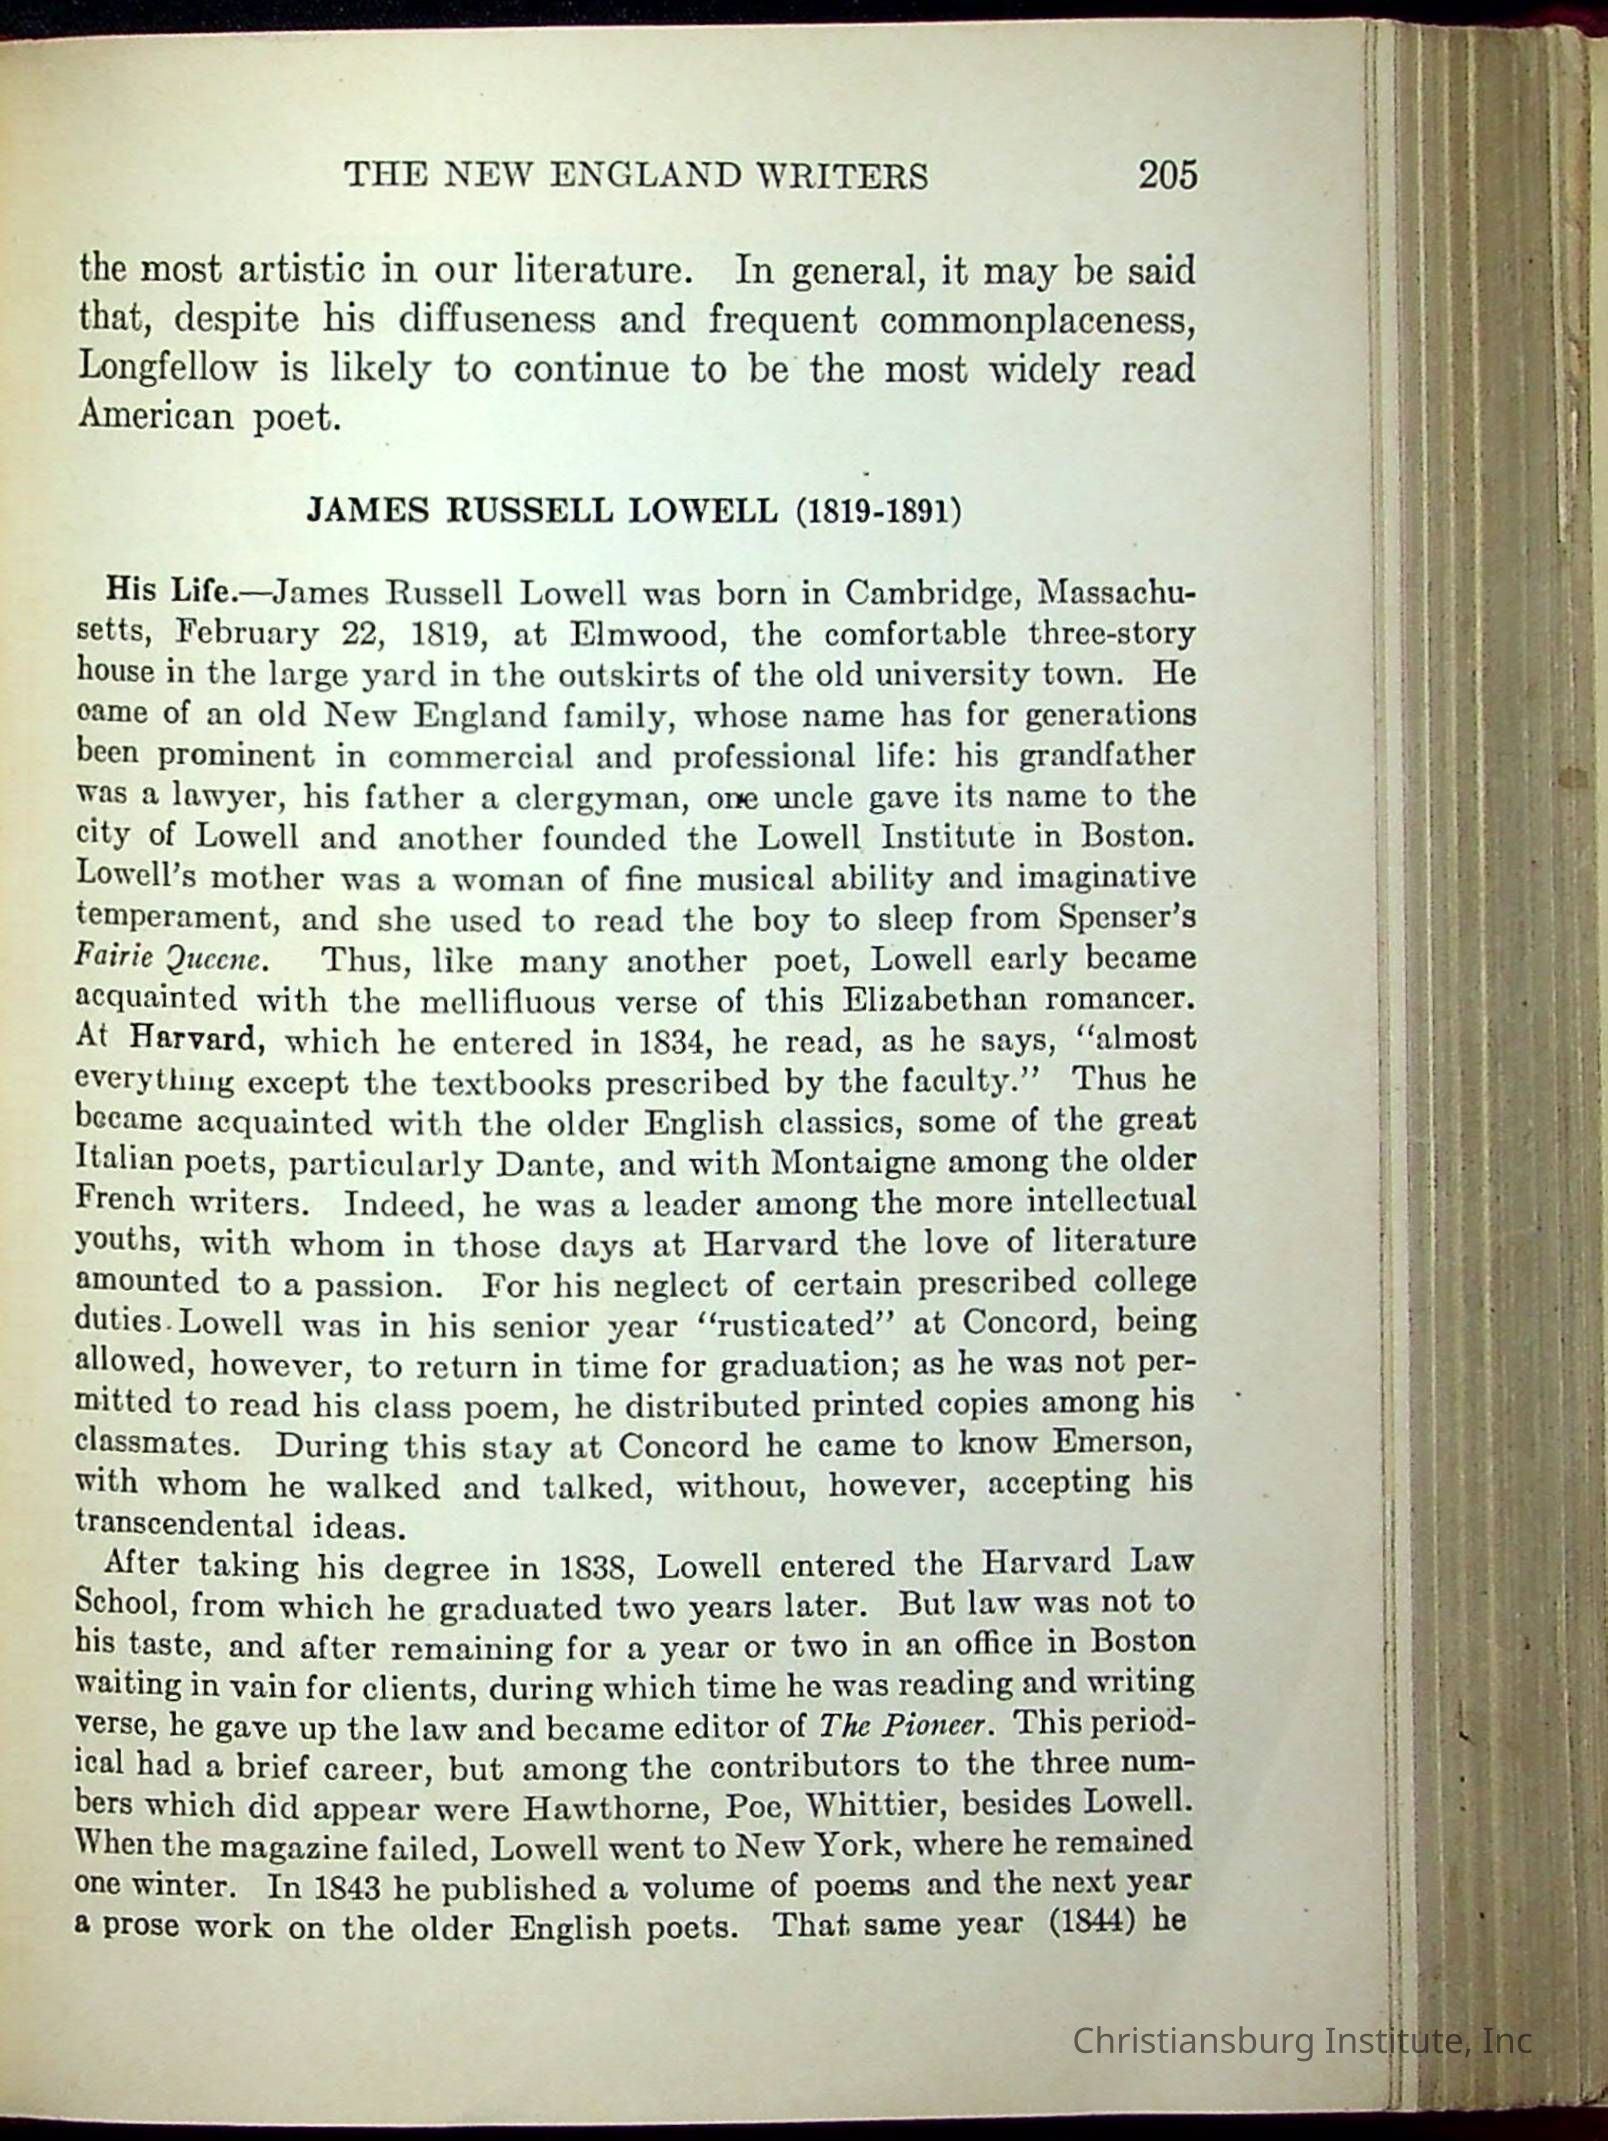 THE NEW ENGLAND WRITERS 205
the most artistic in our literature. In general, it may be said
that, despite his diffuseness and frequent commonplaceness,
Longfellow is likely to continue to be the most widely read
American poet.
JAMES RUSSELL LOWELL (1819-1891)
His Life.—James Russell Lowell was born in Cambridge, Massachu-
setts, February 22, 1819, at Elmwood, the comfortable three-story
house in the large yard in the outskirts of the old university town. He
came of an old New England family, whose name has for generations
been prominent in commercial and professional life: his grandfather
was a lawyer, his father a clergyman, one uncle gave its name to the
city of Lowell and another founded the Lowell Institute in Boston.
Lowell's mother was a woman of fine musical ability and imaginative
temperament, and she used to read the boy to sleep from Spenser's
Fairie Queene. Thus, like many another poet, Lowell early became
acquainted with the mellifluous verse of this Elizabethan romancer.
At Harvard, which he entered in 1834, he read, as he says, "almost
everything except the textbooks prescribed by the faculty." Thus he
became acquainted with the older English classics, some of the great
Italian poets, particularly Dante, and with Montaigne among the older
French writers. Indeed, he was a leader among the more intellectual
youths, with whom in those days at Harvard the love of literature
amounted to a passion. For his neglect of certain prescribed college
duties Lowell was in his senior year "rusticated" at Concord, being
allowed, however, to return in time for graduation; as he was not per-
mitted to read his class poem, he distributed printed copies among his
classmates. During this stay at Concord he came to know Emerson,
with whom he walked and talked, without, however, accepting his
transcendental ideas.
After taking his degree in 1838, Lowell entered the Harvard Law
School, from which he graduated two years later. But law was not to
his taste, and after remaining for a year or two in an office in Boston
waiting in vain for clients, during which time he was reading and writing
verse, he gave up the law and became editor of The Pioneer. This period-
ical had a brief career, but among the contributors to the three num-
bers which did appear were Hawthorne, Poe, Whittier, besides Lowell.
When the magazine failed, Lowell went to New York, where he remained
one winter. In 1843 he published a volume of poems and the next year
a prose work on the older English poets. That same year (1844) he
Christiansburg Institute, Inc